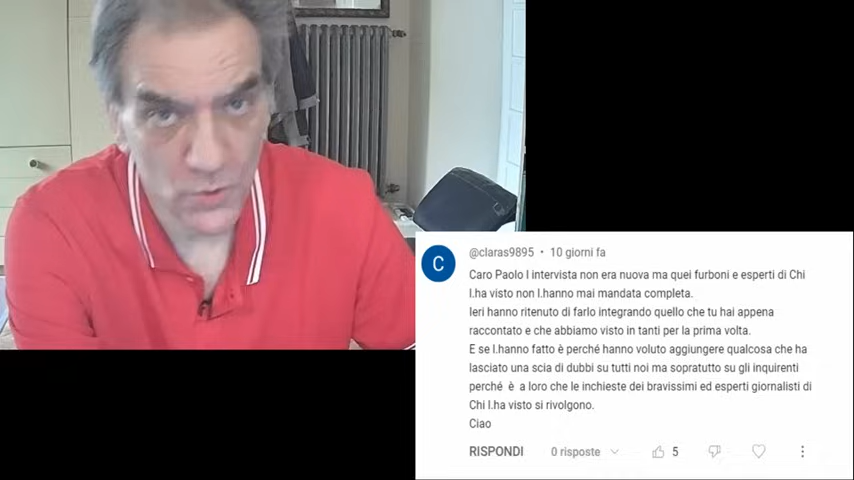 C
@claras9895 • 10 giorni fa
Caro Paolo l intervista non era nuova ma quei furboni e esperti di Chi
l.ha visto non l.hanno mai mandata completa.
Ieri hanno ritenuto di farlo integrando quello che tu hai appena
raccontato e che abbiamo visto in tanti per la prima volta.
E se l.hanno fatto è perché hanno voluto aggiungere qualcosa che ha
lasciato una scia di dubbi su tutti noi ma sopratutto su gli inquirenti
perché è a loro che le inchieste dei bravissimi ed esperti giornalisti di
Chi l.ha visto si rivolgono.
Ciao
RISPONDI 0 risposte 5